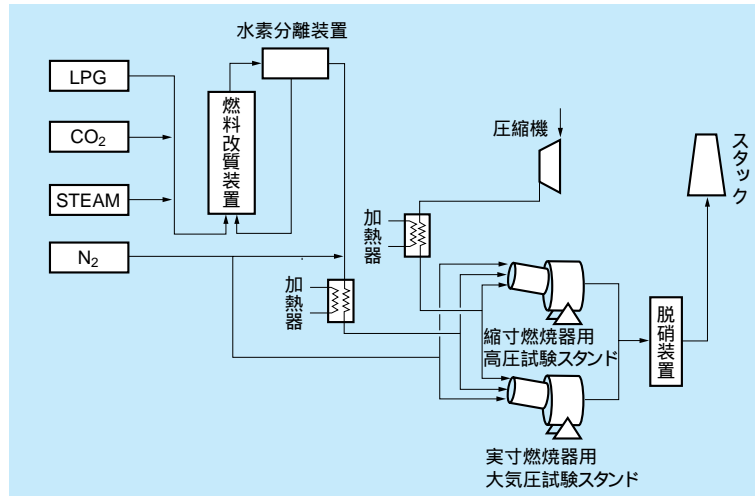 水素分離装置
LPG
CO₂
STEAM
N₂
燃料改質装置
加熱器
加熱器
圧縮機
スタック
縮寸燃焼器用
高圧試験スタンド
脱硝装置
実寸燃焼器用
大気圧試験スタンド